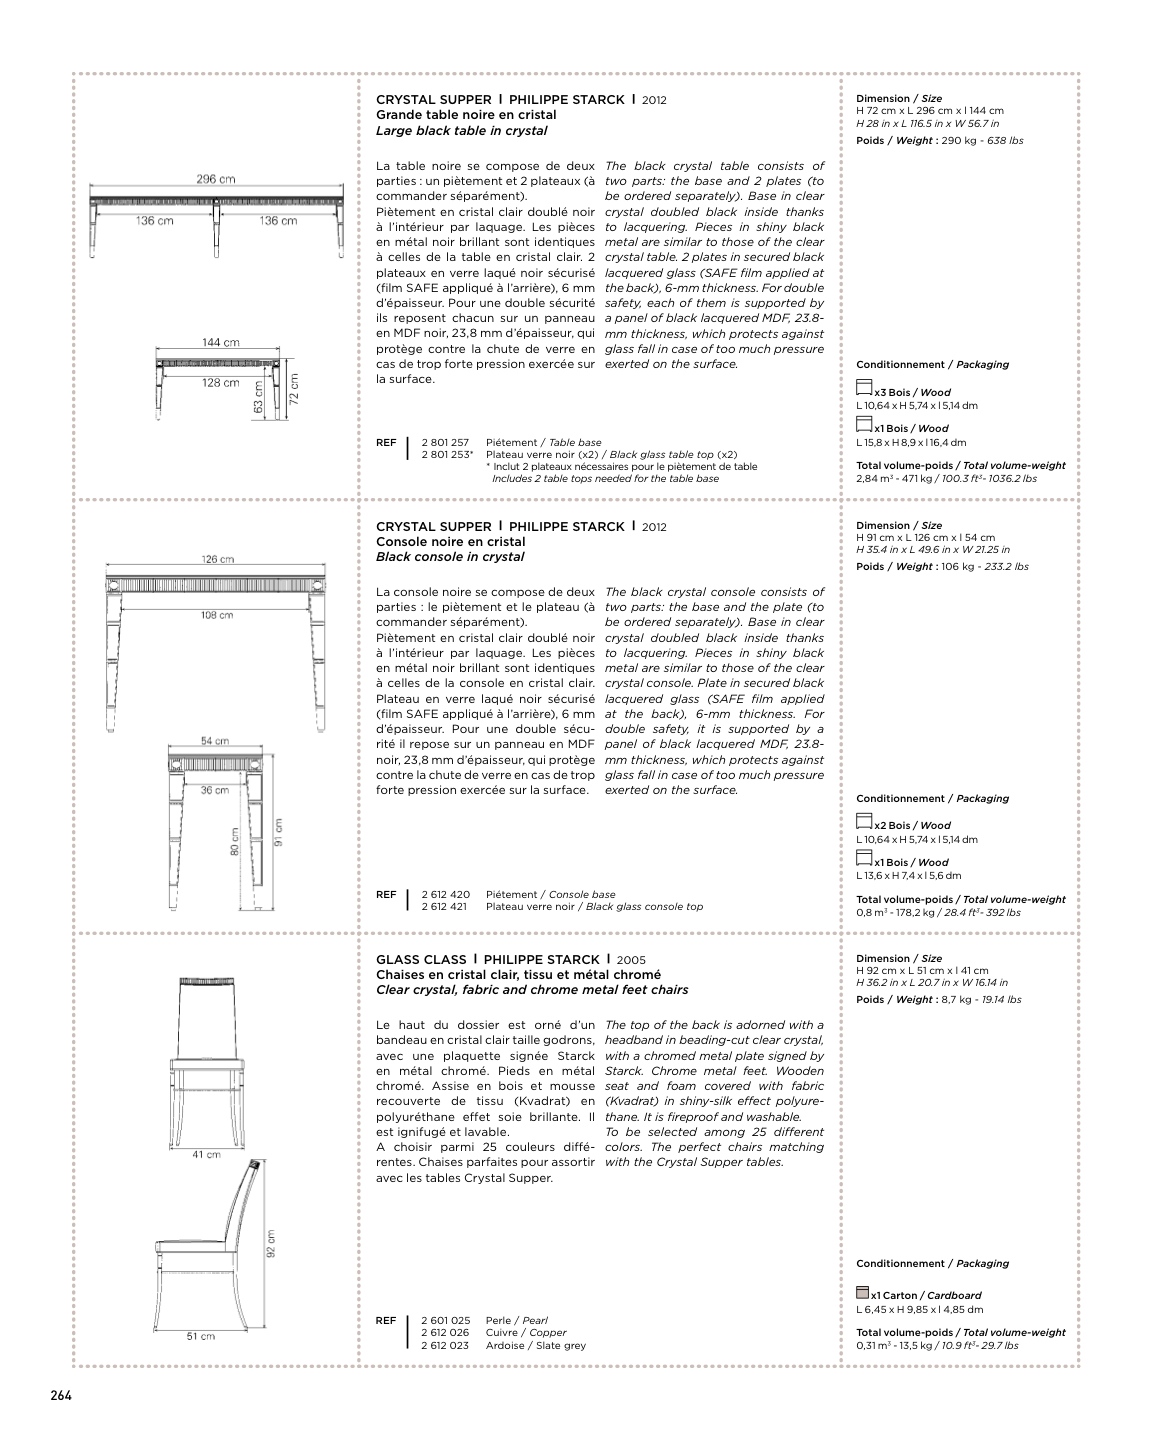 296 cm
136 cm
136 cm
144 cm
128 cm
63 cm
72 cm
CRYSTAL SUPPER I PHILIPPE STARCK I 2012
Grande table noire en cristal
Large black table in crystal
La table noire se compose de deux
parties : un piètement et 2 plateaux (à
commander séparément).
Piètement en cristal clair doublé noir
à l'intérieur par laquage. Les pièces
en métal noir brillant sont identiques
à celles de la table en cristal clair. 2
plateaux en verre laqué noir sécurisé
(film SAFE appliqué à l'arrière), 6 mm
d'épaisseur. Pour une double sécurité
ils reposent chacun sur un panneau
en MDF noir, 23,8 mm d'épaisseur, qui
protège contre la chute de verre en
cas de trop forte pression exercée sur
la surface.
The black crystal table consists of
two parts: the base and 2 plates (to
be ordered separately). Base in clear
crystal doubled black inside thanks
to lacquering. Pieces in shiny black
metal are similar to those of the clear
crystal table. 2 plates in secured black
lacquered glass (SAFE film applied at
the back), 6-mm thickness. For double
safety, each of them is supported by
a panel of black lacquered MDF, 23.8-
mm thickness, which protects against
glass fall in case of too much pressure
exerted on the surface.
REF
2 801 257 Piétement / Table base
2 801 253* Plateau verre noir (x2) / Black glass table top (x2)
* Inclut 2 plateaux nécessaires pour le piètement de table
Includes 2 table tops needed for the table base
Dimension / Size
H 72 cm x L 296 cm x l 144 cm
H 28 in x L 116.5 in x W 56.7 in
Poids / Weight : 290 kg - 638 lbs
Conditionnement / Packaging
x3 Bois / Wood
L 10,64 x H 5,74 x l 5,14 dm
x1 Bois / Wood
L 15,8 x H 8,9 x l 16,4 dm
Total volume-poids / Total volume-weight
2,84 m³ - 471 kg / 100.3 ft³- 1036.2 lbs
126 cm
108 cm
54 cm
36 cm
80 cm
91 cm
CRYSTAL SUPPER I PHILIPPE STARCK I 2012
Console noire en cristal
Black console in crystal
La console noire se compose de deux
parties : le piètement et le plateau (à
commander séparément).
Piètement en cristal clair doublé noir
à l'intérieur par laquage. Les pièces
en métal noir brillant sont identiques
à celles de la console en cristal clair.
Plateau en verre laqué noir sécurisé
(film SAFE appliqué à l'arrière), 6 mm
d'épaisseur. Pour une double sécu-
rité il repose sur un panneau en MDF
noir, 23,8 mm d'épaisseur, qui protège
contre la chute de verre en cas de trop
forte pression exercée sur la surface.
The black crystal console consists of
two parts: the base and the plate (to
be ordered separately). Base in clear
crystal doubled black inside thanks
to lacquering. Pieces in shiny black
metal are similar to those of the clear
crystal console. Plate in secured black
lacquered glass (SAFE film applied
at the back), 6-mm thickness. For
double safety, it is supported by a
panel of black lacquered MDF, 23.8-
mm thickness, which protects against
glass fall in case of too much pressure
exerted on the surface.
REF
2 612 420 Piétement / Console base
2 612 421 Plateau verre noir / Black glass console top
Dimension / Size
H 91 cm x L 126 cm x l 54 cm
H 35.4 in x L 49.6 in x W 21.25 in
Poids / Weight : 106 kg - 233.2 lbs
Conditionnement / Packaging
x2 Bois / Wood
L 10,64 x H 5,74 x l 5,14 dm
x1 Bois / Wood
L 13,6 x H 7,4 x l 5,6 dm
Total volume-poids / Total volume-weight
0,8 m³ - 178,2 kg / 28.4 ft³- 392 lbs
41 cm
92 cm
51 cm
GLASS CLASS I PHILIPPE STARCK I 2005
Chaises en cristal clair, tissu et métal chromé
Clear crystal, fabric and chrome metal feet chairs
Le haut du dossier est orné d'un
bandeau en cristal clair taille godrons,
avec une plaquette signée Starck
en métal chromé. Pieds en métal
chromé. Assise en bois et mousse
recouverte de tissu (Kvadrat) en
polyuréthane effet soie brillante. Il
est ignifugé et lavable.
A choisir parmi 25 couleurs diffé-
rentes. Chaises parfaites pour assortir
avec les tables Crystal Supper.
The top of the back is adorned with a
headband in beading-cut clear crystal,
with a chromed metal plate signed by
Starck. Chrome metal feet. Wooden
seat and foam covered with fabric
(Kvadrat) in shiny-silk effect polyure-
thane. It is fireproof and washable.
To be selected among 25 different
colors. The perfect chairs matching
with the Crystal Supper tables.
REF
2 601 025 Perle / Pearl
2 612 026 Cuivre / Copper
2 612 023 Ardoise / Slate grey
Dimension / Size
H 92 cm x L 51 cm x l 41 cm
H 36.2 in x L 20.7 in x W 16.14 in
Poids / Weight : 8,7 kg - 19.14 lbs
Conditionnement / Packaging
x1 Carton / Cardboard
L 6,45 x H 9,85 x l 4,85 dm
Total volume-poids / Total volume-weight
0,31 m³ - 13,5 kg / 10.9 ft³- 29.7 lbs
264